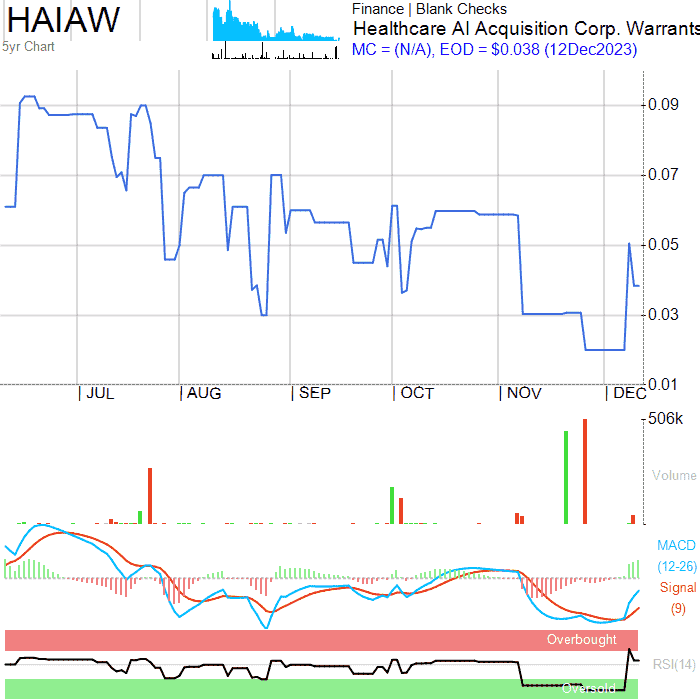 HAIAW
5yr Chart
Finance | Blank Checks
Healthcare AI Acquisition Corp. Warrants
MC = (N/A), EOD = $0.038 (12Dec2023)
0.09
0.07
0.05
0.03
0.01
| JUL | AUG | SEP | OCT | NOV | DEC
506k
Volume
MACD
(12-26)
Signal
(9)
Overbought
RSI(14)
Oversold